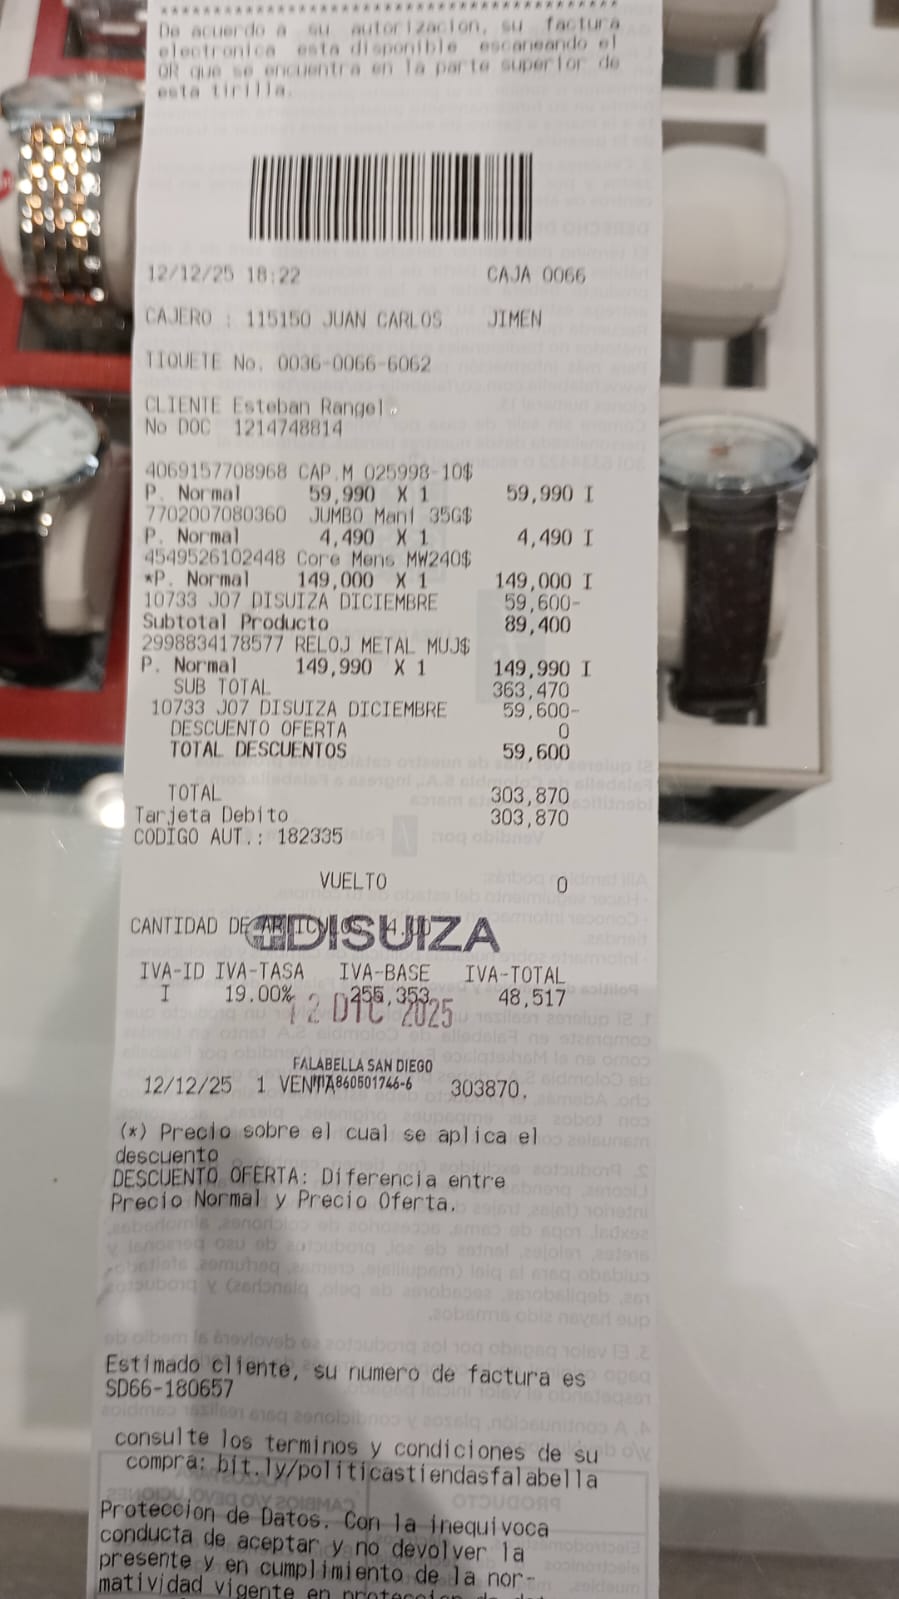 De acuerdo a su autorizacion, su factura
electronica esta disponible escaneando el
QR que se encuentra en la parte superior de
esta tirilla.
12/12/25 18:22 CAJA 0066
CAJERO : 115150 JUAN CARLOS JIMEN
TIQUETE No. 0036-0066-6062
CLIENTE Esteban Rangel.
No DOC 1214748814
4069157708968 CAP.M 025998-10$
P. Normal 59,990 X 1 59,990 I
7702007080360 JUMBO Mani 35G$
P. Normal 4,490 X 1 4,490 I
4549526102448 Core Mens MW240$
*P. Normal 149,000 X 1 149,000 I
10733 J07 DISUIZA DICIEMBRE 59,600-
Subtotal Producto 89,400
2998834178577 RELOJ METAL MUJ$
P. Normal 149,990 X 1 149,990 I
SUB TOTAL 363,470
10733 J07 DISUIZA DICIEMBRE 59,600-
DESCUENTO OFERTA 0
TOTAL DESCUENTOS 59,600
TOTAL 303,870
Tarjeta Debito 303,870
CODIGO AUT.: 182335
VUELTO 0
CANTIDAD DE ARTICULOS 4.00
DISUIZA
IVA-ID IVA-TASA IVA-BASE IVA-TOTAL
I 19.00% 255,353 48,517
12 DIC 2025
FALABELLA SAN DIEGO
12/12/25 1 VENTA 860501746-6 303870.
(*) Precio sobre el cual se aplica el
descuento
DESCUENTO OFERTA: Diferencia entre
Precio Normal y Precio Oferta.
Estimado cliente, su numero de factura es
SD66-180657
consulte los terminos y condiciones de su
compra: bit.ly/politicastiendasfalabella
Proteccion de Datos. Con la inequivoca
conducta de aceptar y no devolver la
presente y en cumplimiento de la nor-
matividad vigente en